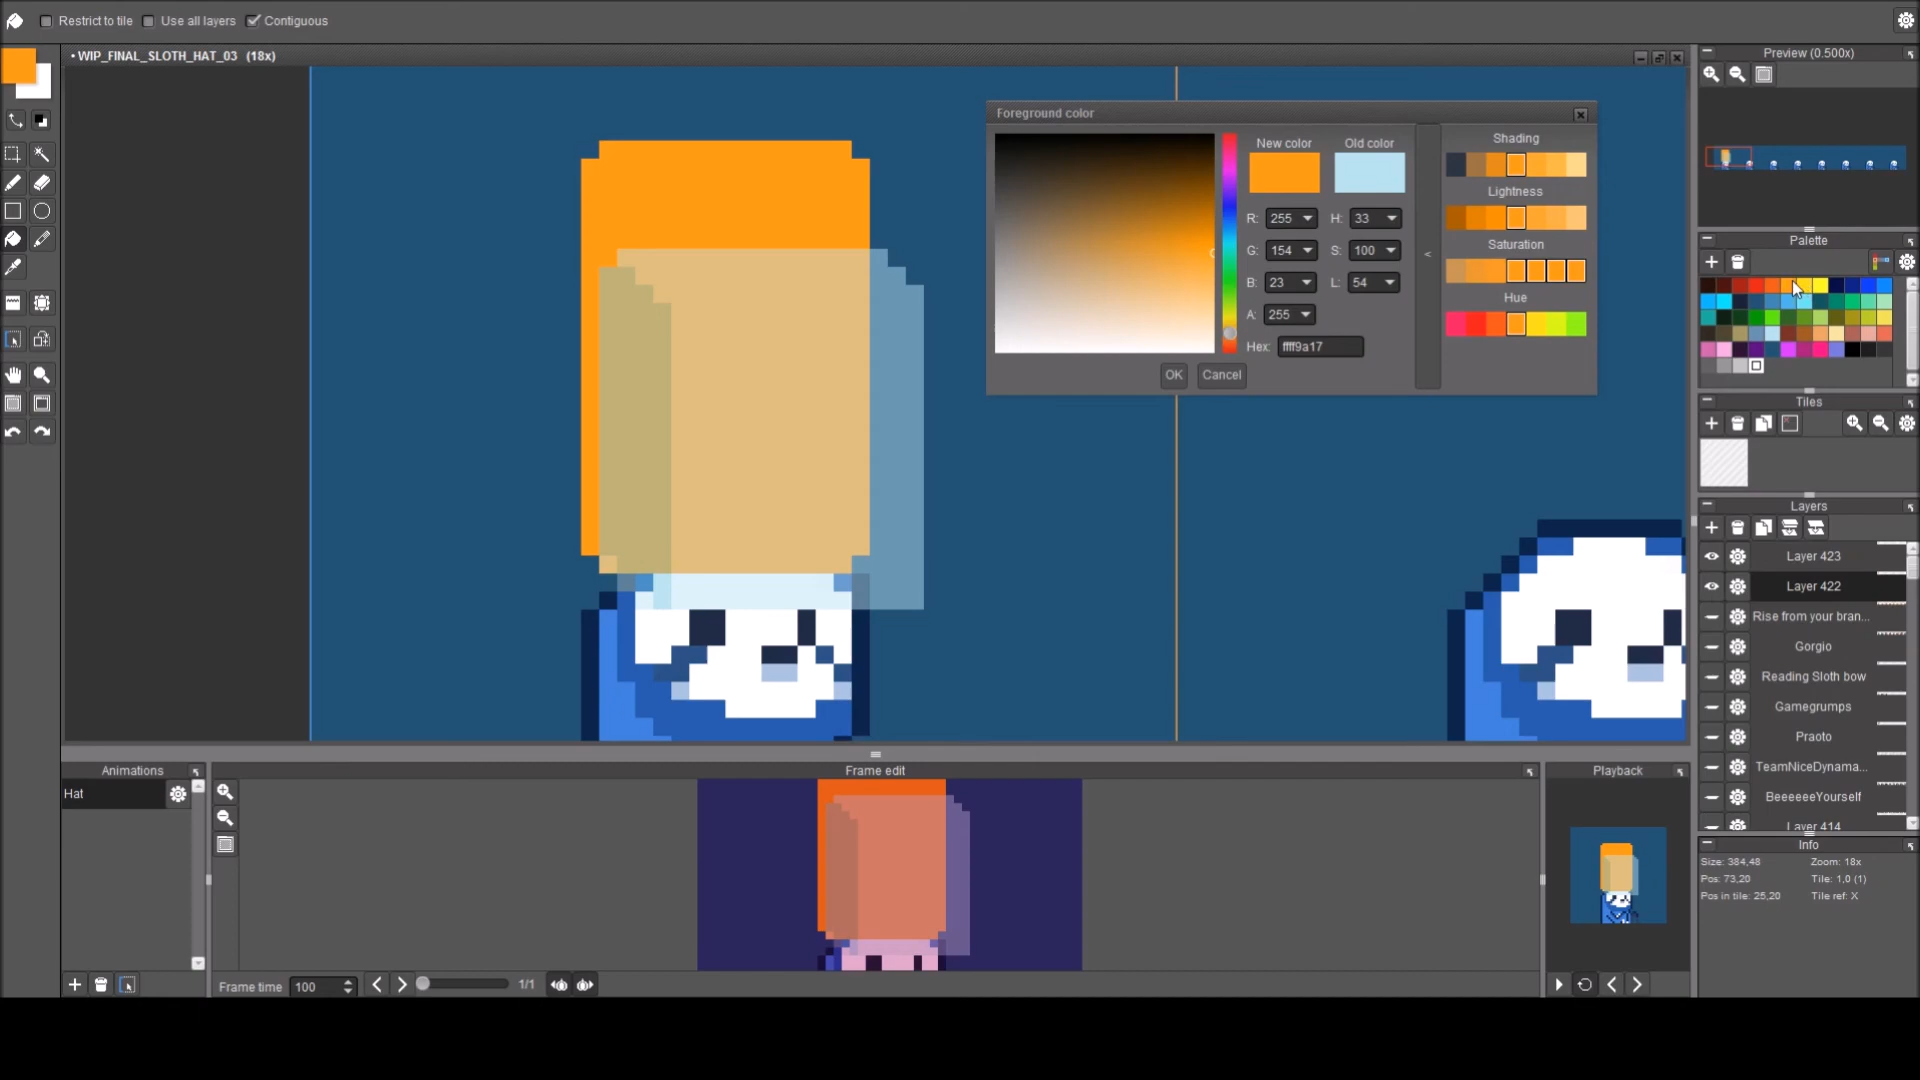 Restrict to tile Use all layers Contiguous
• WIP_FINAL_SLOTH_HAT_03 (18x)
Preview (0.500x)
Foreground color
New color Old color
R: 255 H: 33
G: 154 S: 100
B: 23 L: 54
A: 255
Hex: ffff9a17
OK Cancel
<
Shading
Lightness
Saturation
Hue
Palette
Tiles
Layers
Layer 423
Layer 422
Rise from your bran...
Gorgio
Reading Sloth bow
Gamegrumps
Praoto
TeamNiceDynama...
BeeeeeeYourself
Layer 414
Info
Size: 384,48 Zoom: 18x
Pos: 73,20 Tile: 1,0 (1)
Pos in tile: 25,20 Tile ref: X
Animations
Hat
Frame edit
Frame time 100 1/1
Playback